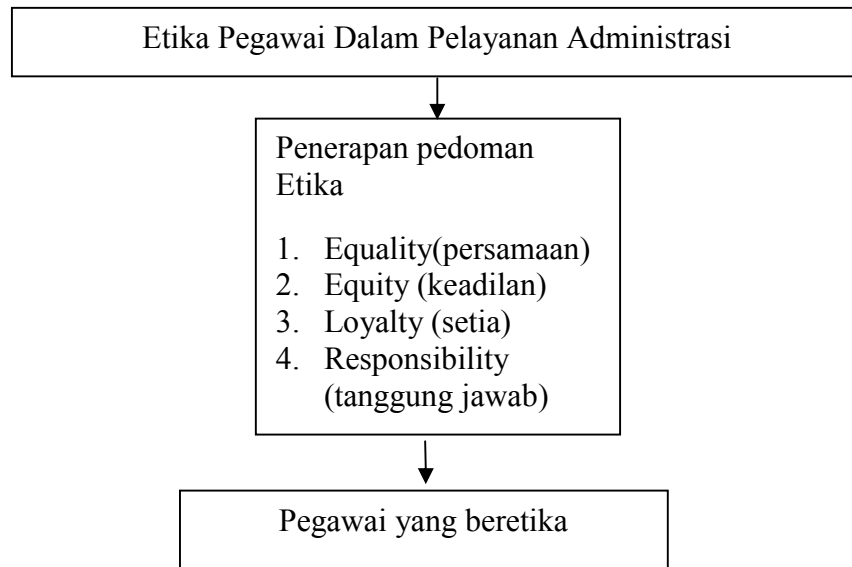 Etika Pegawai Dalam Pelayanan Administrasi
Penerapan pedoman
Etika
1. Equality(persamaan)
2. Equity (keadilan)
3. Loyalty (setia)
4. Responsibility
(tanggung jawab)
Pegawai yang beretika